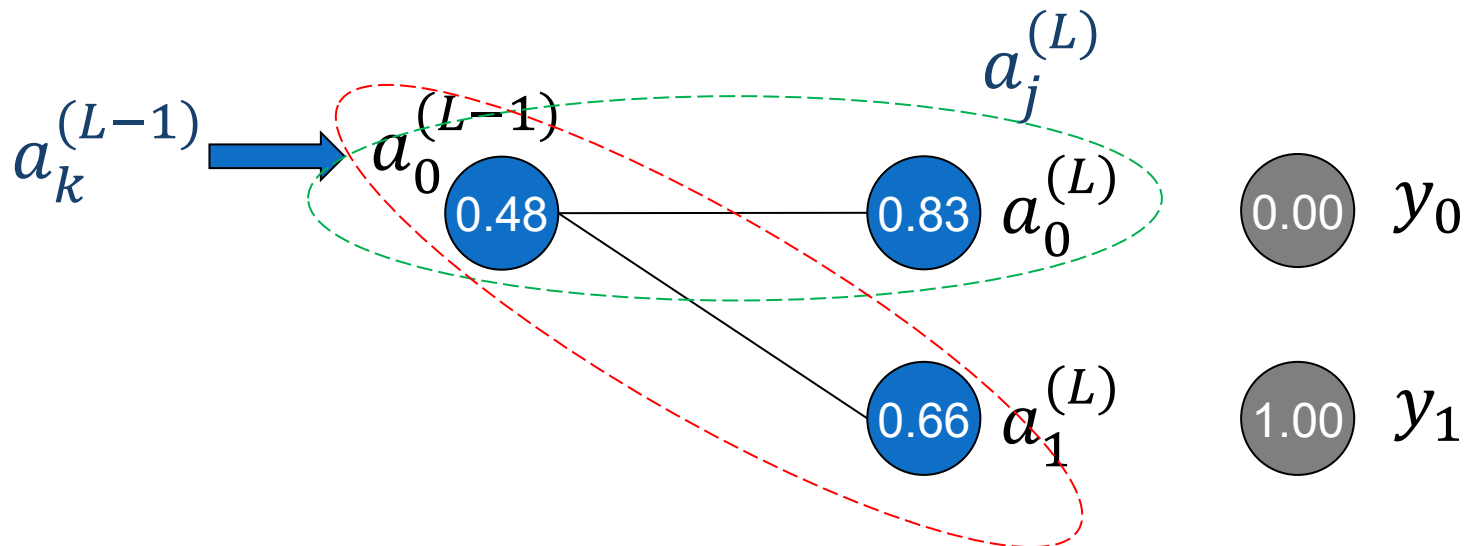 a_j^{(L)}
a_k^{(L-1)}
a_0^{(L-1)}
0.48
0.83
a_0^{(L)}
0.00
y_0
0.66
a_1^{(L)}
1.00
y_1